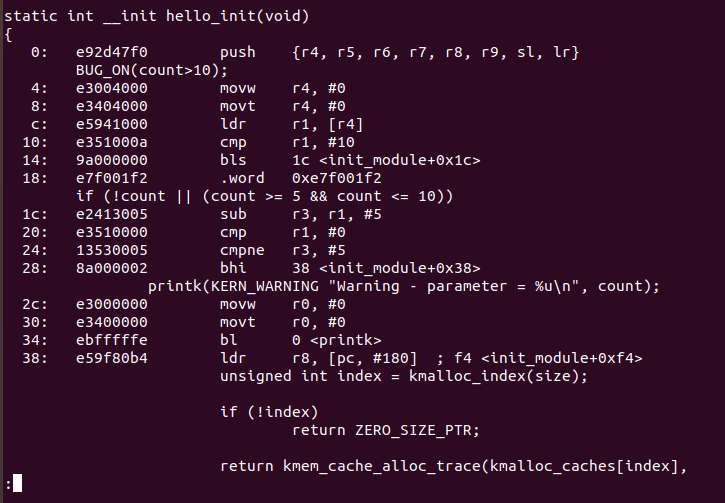 static int __init hello_init(void)
{
   0:   e92d47f0        push    {r4, r5, r6, r7, r8, r9, sl, lr}
        BUG_ON(count>10);
   4:   e3004000        movw    r4, #0
   8:   e3404000        movt    r4, #0
   c:   e5941000        ldr     r1, [r4]
  10:   e351000a        cmp     r1, #10
  14:   9a000000        bls     1c <init_module+0x1c>
  18:   e7f001f2        .word   0xe7f001f2
        if (!count || (count >= 5 && count <= 10))
  1c:   e2413005        sub     r3, r1, #5
  20:   e3510000        cmp     r1, #0
  24:   13530005        cmpne   r3, #5
  28:   8a000002        bhi     38 <init_module+0x38>
                printk(KERN_WARNING "Warning - parameter = %u\n", count);
  2c:   e3000000        movw    r0, #0
  30:   e3400000        movt    r0, #0
  34:   ebfffffe        bl      0 <printk>
  38:   e59f80b4        ldr     r8, [pc, #180]  ; f4 <init_module+0xf4>
                        unsigned int index = kmalloc_index(size);

                        if (!index)
                                return ZERO_SIZE_PTR;

                        return kmem_cache_alloc_trace(kmalloc_caches[index],
: